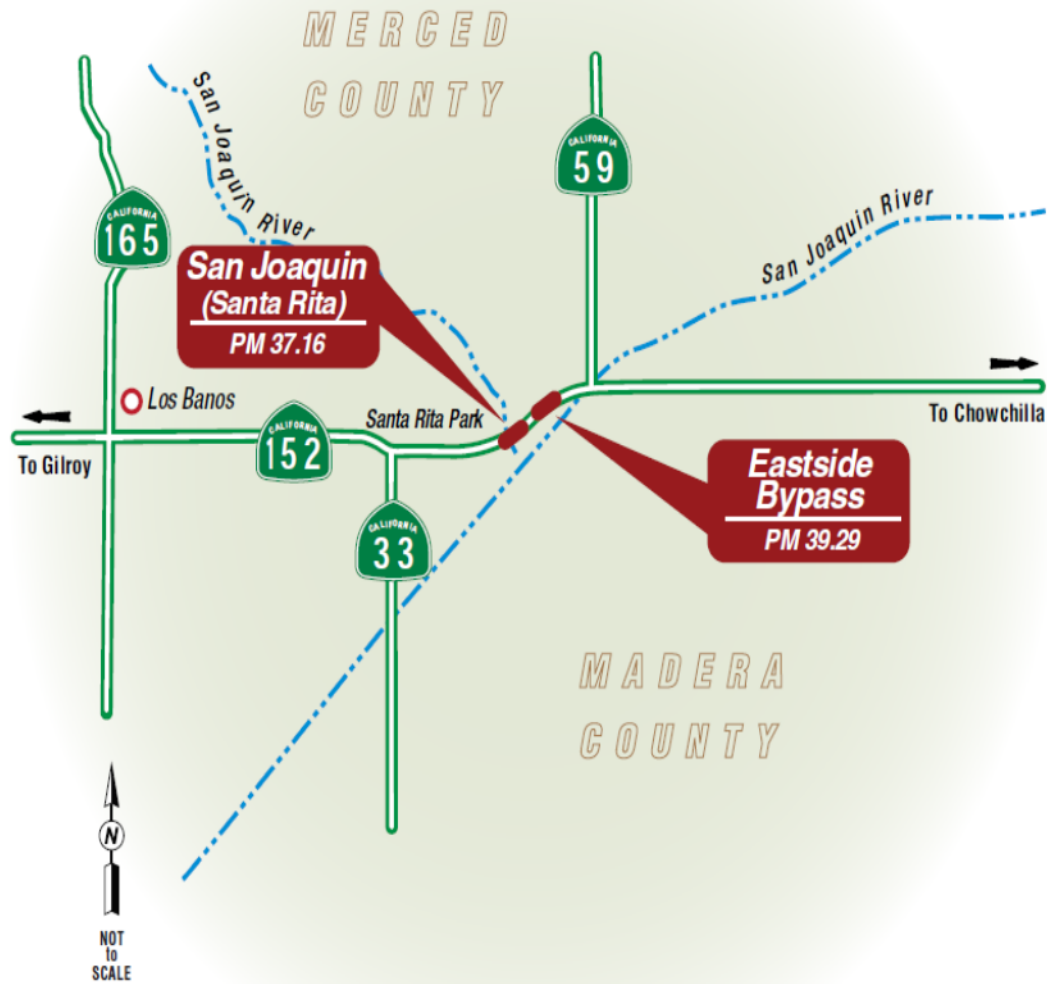 MERCED
COUNTY
San Joaquin River
CALIFORNIA
59
San Joaquin River
CALIFORNIA
165
San Joaquin
(Santa Rita)
PM 37.16
Los Banos
Santa Rita Park
To Chowchilla
To Gilroy
CALIFORNIA
152
Eastside
Bypass
PM 39.29
CALIFORNIA
33
MADERA
COUNTY
N
NOT
to
SCALE